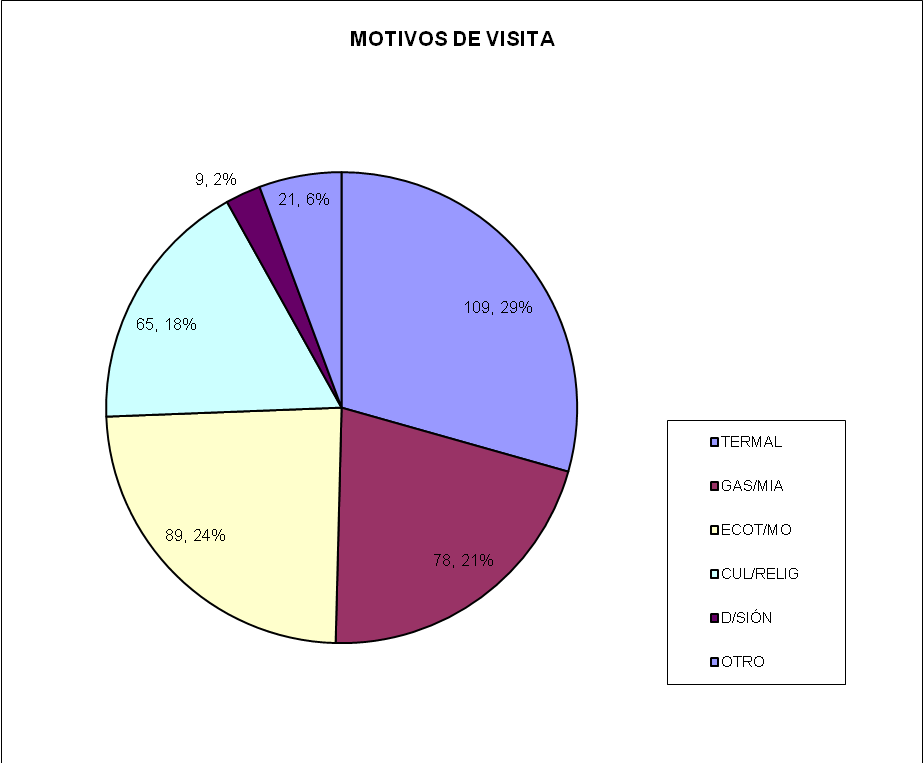 MOTIVOS DE VISITA
9, 2%
21, 6%
109, 29%
65, 18%
89, 24%
78, 21%
TERMAL
GAS/MIA
ECOT/MO
CUL/RELIG
D/SIÓN
OTRO